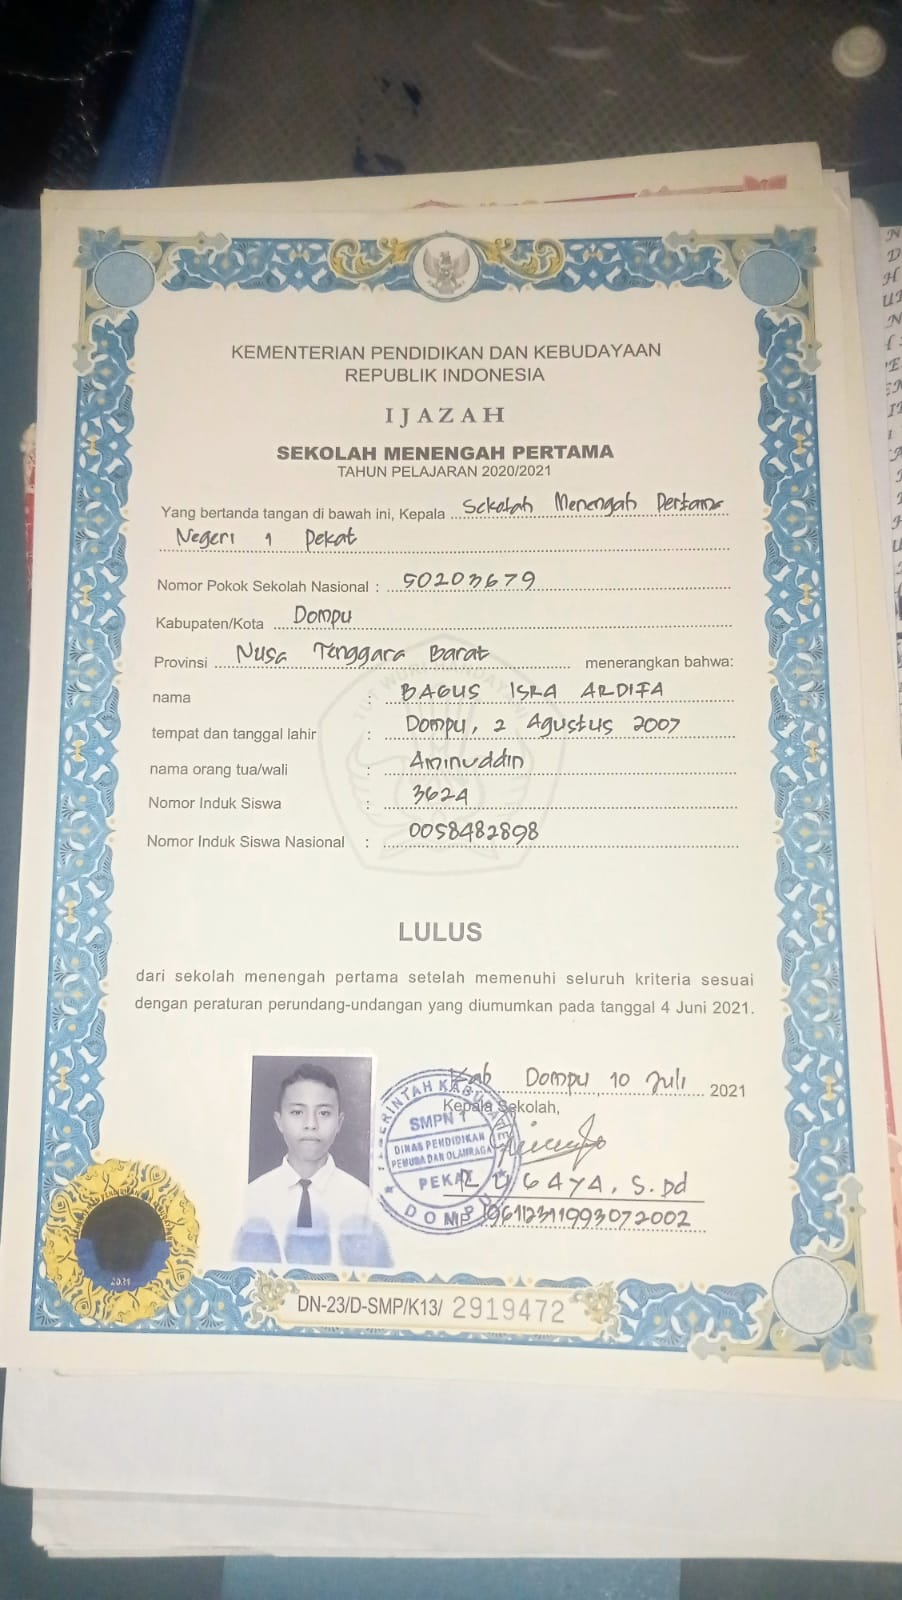 KEMENTERIAN PENDIDIKAN DAN KEBUDAYAAN
REPUBLIK INDONESIA
IJAZAH
SEKOLAH MENENGAH PERTAMA
TAHUN PELAJARAN 2020/2021
Yang bertanda tangan di bawah ini, Kepala Sekolah Menengah Pertama
Negeri 1 Pekat
Nomor Pokok Sekolah Nasional : 50203679
Kabupaten/Kota Dompu
Provinsi Nusa Tenggara Barat menerangkan bahwa:
nama : BAGUS ISRA ARDIFA
tempat dan tanggal lahir : Dompu, 2 Agustus 2007
nama orang tua/wali : Aminuddin
Nomor Induk Siswa : 3624
Nomor Induk Siswa Nasional : 0058482898
LULUS
dari sekolah menengah pertama setelah memenuhi seluruh kriteria sesuai
dengan peraturan perundang-undangan yang diumumkan pada tanggal 4 Juni 2021.
Kab Dompu 10 Juli 2021
Kepala Sekolah,
SMPN 1
DINAS PENDIDIKAN
PEMUDA DAN OLAHRAGA
PEKAT
DOMPU
GAYA, S.Pd
2021
DN-23/D-SMP/K13/ 2919472